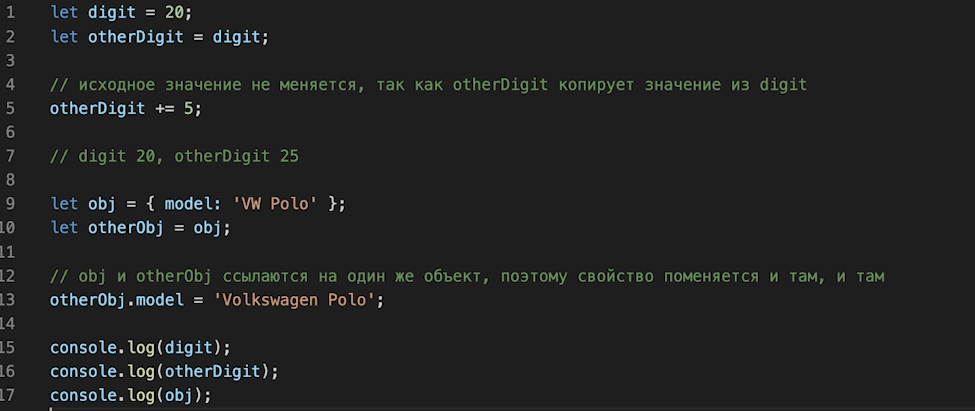 1 let digit = 20;
2 let otherDigit = digit;
3
4 // исходное значение не меняется, так как otherDigit копирует значение из digit
5 otherDigit += 5;
6
7 // digit 20, otherDigit 25
8
9 let obj = { model: 'VW Polo' };
10 let otherObj = obj;
11
12 // obj и otherObj ссылаются на один же объект, поэтому свойство поменяется и там, и там
13 otherObj.model = 'Volkswagen Polo';
14
15 console.log(digit);
16 console.log(otherDigit);
17 console.log(obj);